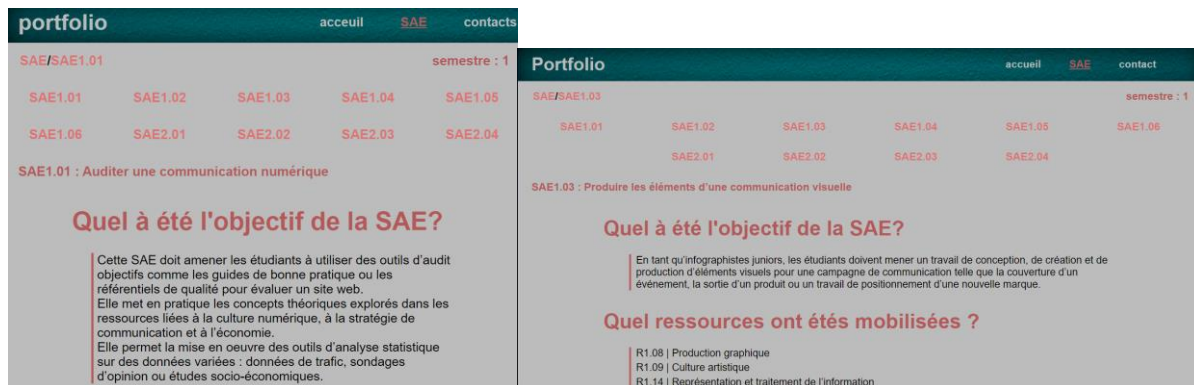 portfolio acceuil SAE contacts
SAE/SAE1.01 semestre : 1
SAE1.01 SAE1.02 SAE1.03 SAE1.04 SAE1.05
SAE1.06 SAE2.01 SAE2.02 SAE2.03 SAE2.04
SAE1.01 : Auditer une communication numérique
Quel à été l'objectif de la SAE?
Cette SAE doit amener les étudiants à utiliser des outils d'audit
objectifs comme les guides de bonne pratique ou les
référentiels de qualité pour évaluer un site web.
Elle met en pratique les concepts théoriques explorés dans les
ressources liées à la culture numérique, à la stratégie de
communication et à l'économie.
Elle permet la mise en oeuvre des outils d'analyse statistique
sur des données variées : données de trafic, sondages
d'opinion ou études socio-économiques.
Portfolio accueil SAE contact
SAE/SAE1.03 semestre : 1
SAE1.01 SAE1.02 SAE1.03 SAE1.04 SAE1.05 SAE1.06
SAE2.01 SAE2.02 SAE2.03 SAE2.04
SAE1.03 : Produire les éléments d'une communication visuelle
Quel à été l'objectif de la SAE?
En tant qu'infographistes juniors, les étudiants doivent mener un travail de conception, de création et de
production d'éléments visuels pour une campagne de communication telle que la couverture d'un
événement, la sortie d'un produit ou un travail de positionnement d'une nouvelle marque.
Quel ressources ont étés mobilisées ?
R1.08 | Production graphique
R1.09 | Culture artistique
R1.14 | Représentation et traitement de l'information